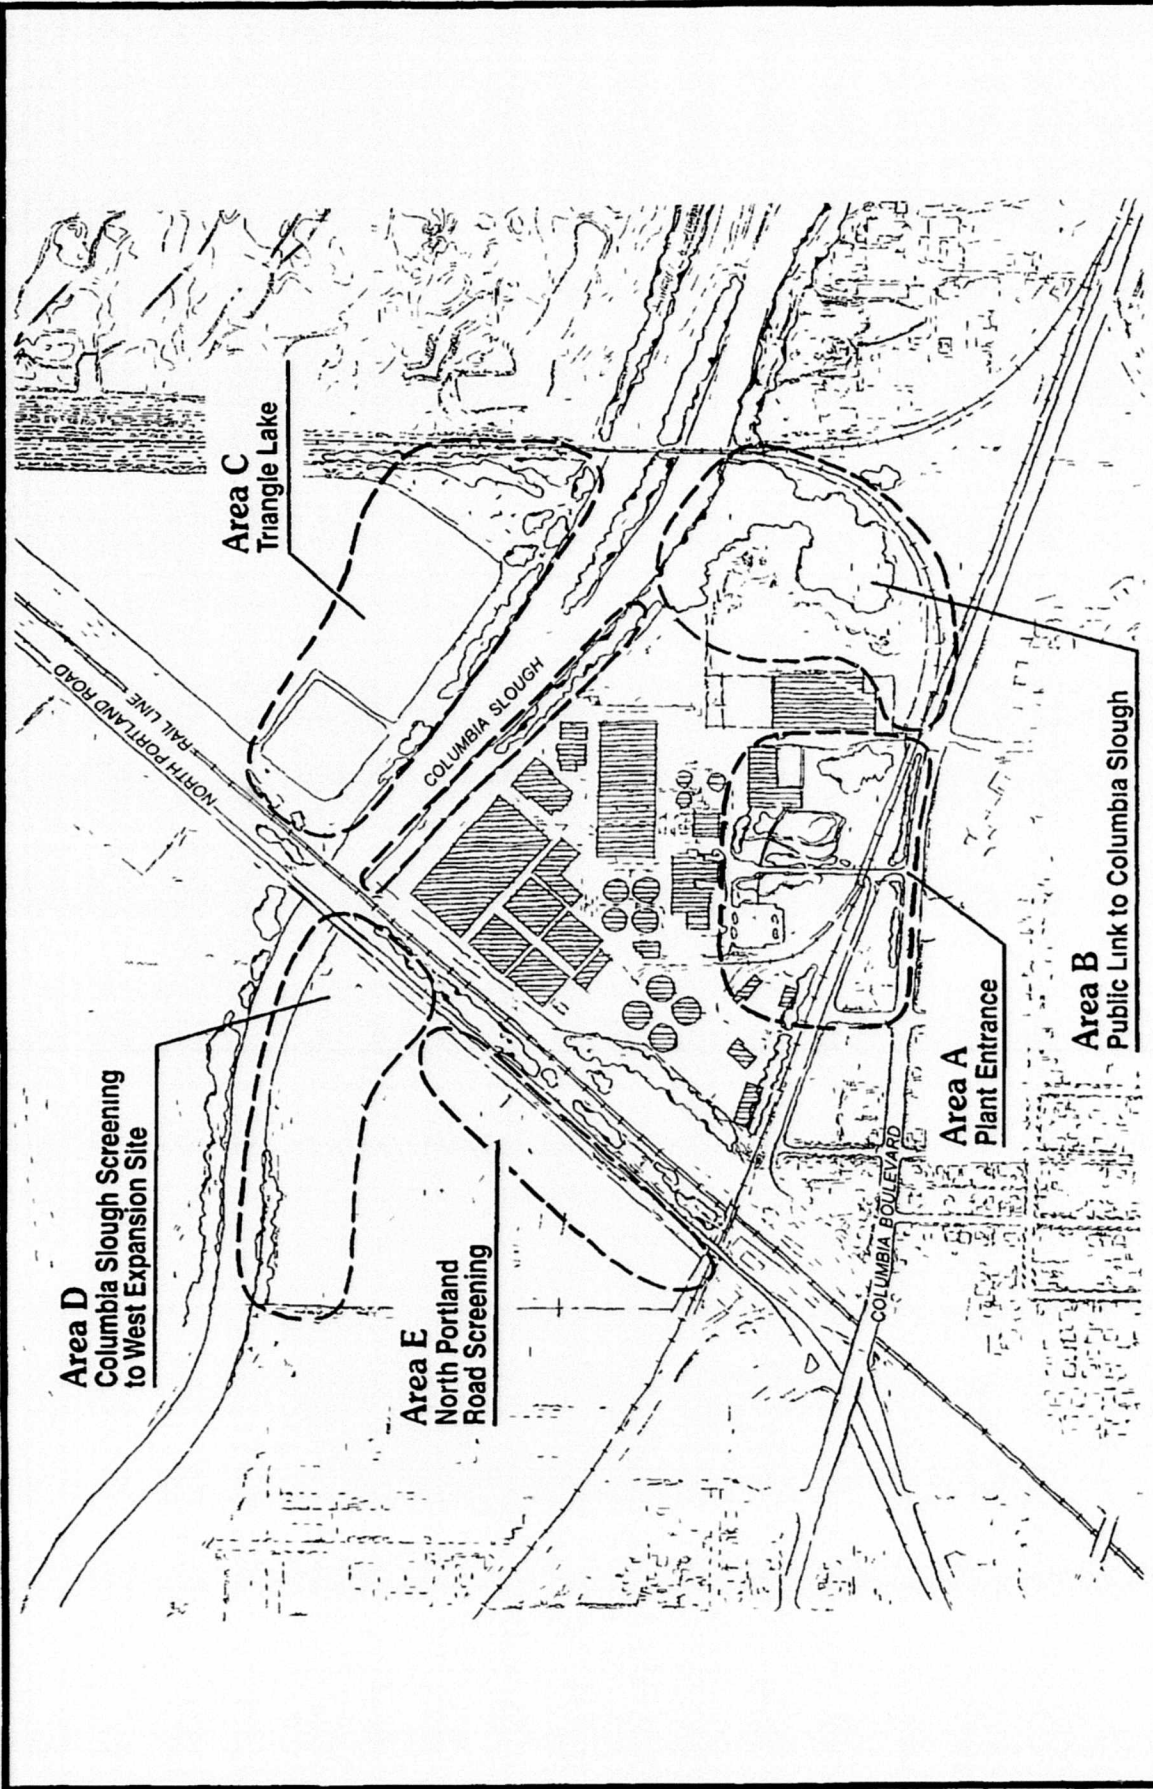 Area D
Columbia Slough Screening
to West Expansion Site
Area C
Triangle Lake
NORTH PORTLAND ROAD
RAIL LINE
COLUMBIA SLOUGH
Area E
North Portland
Road Screening
COLUMBIA BOULEVARD
Area A
Plant Entrance
Area B
Public Link to Columbia Slough